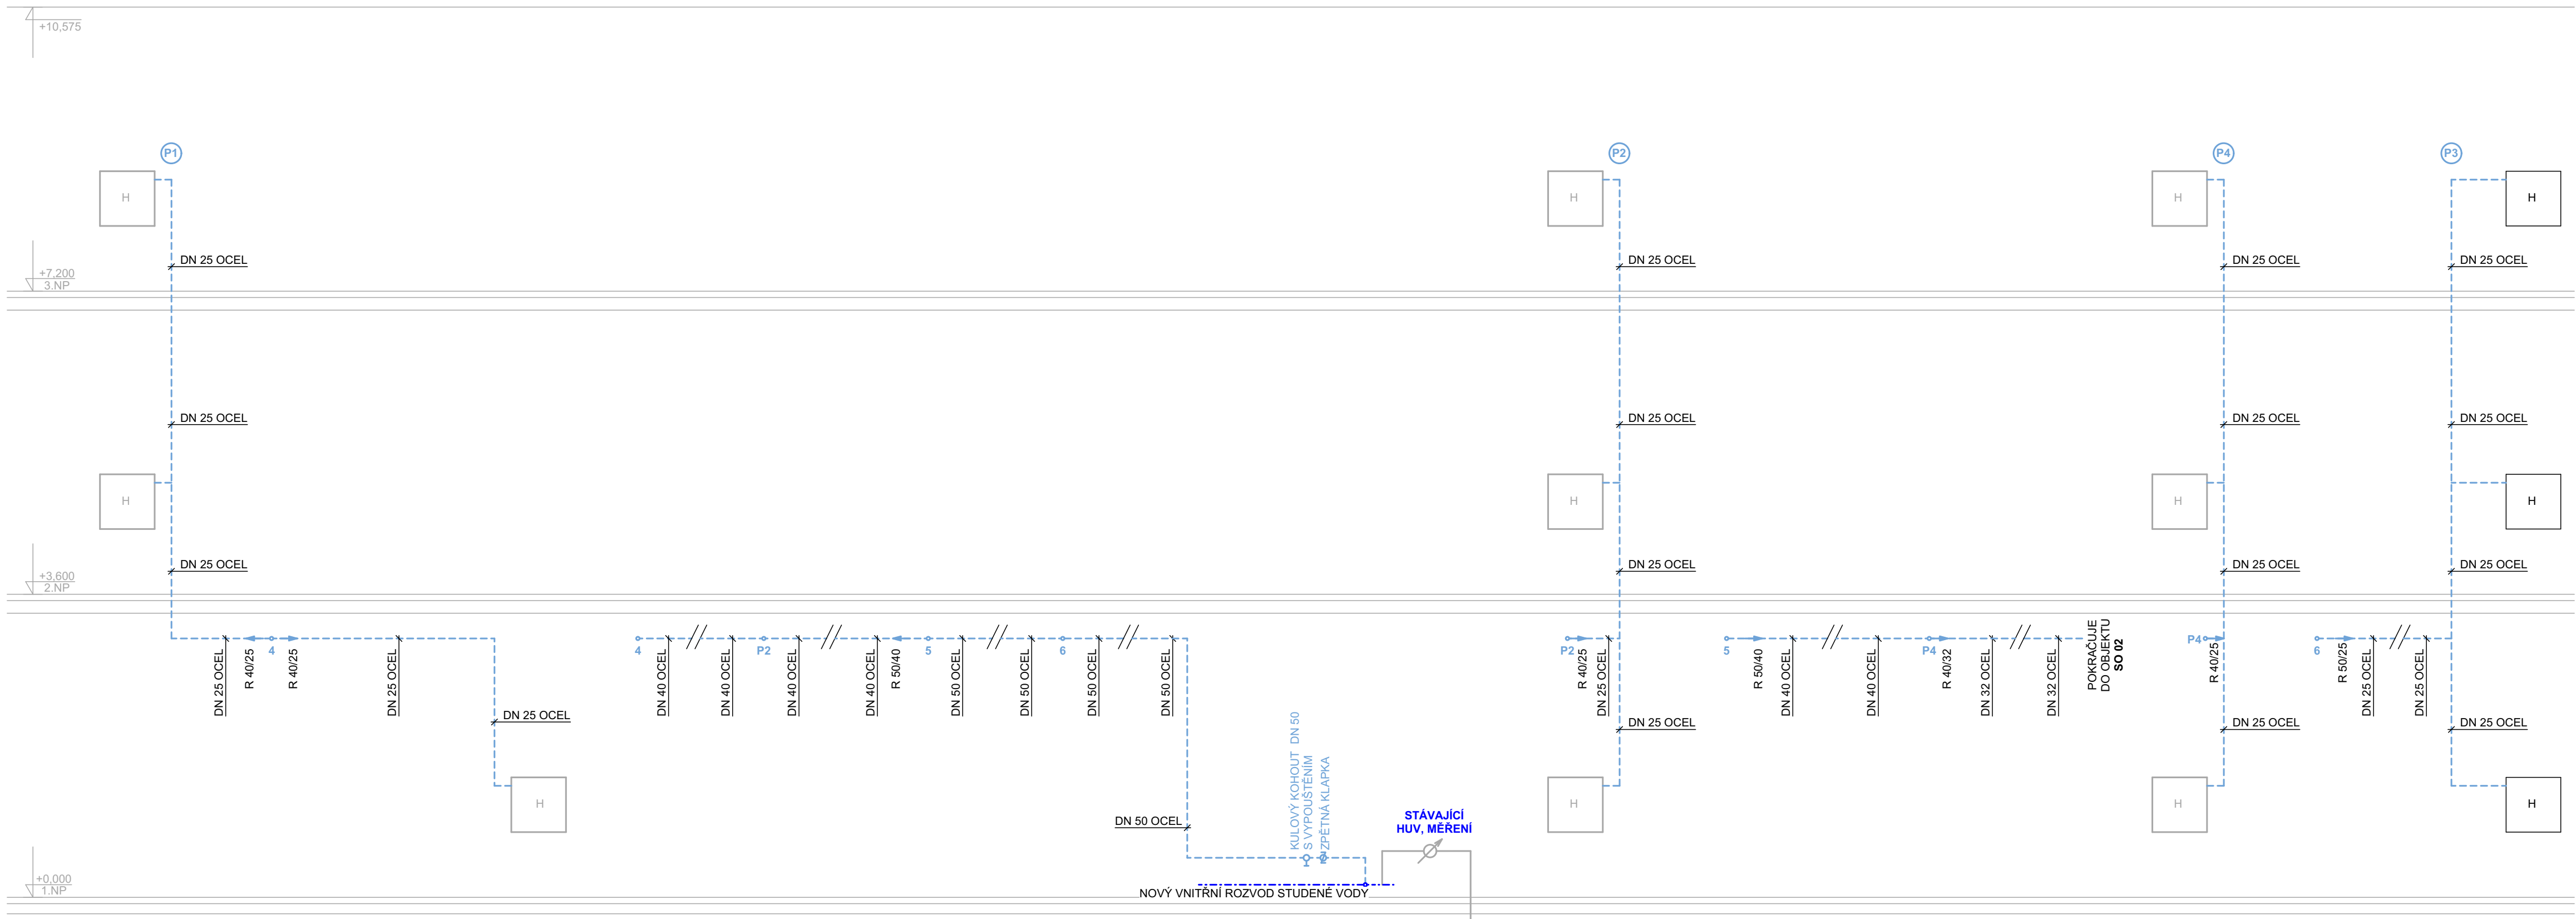 +10,575
P1
P2
P4
P3
H
H
H
H
DN 25 OCEL
DN 25 OCEL
DN 25 OCEL
DN 25 OCEL
+7,200
3.NP
DN 25 OCEL
DN 25 OCEL
DN 25 OCEL
DN 25 OCEL
H
H
H
H
DN 25 OCEL
DN 25 OCEL
DN 25 OCEL
DN 25 OCEL
+3,600
2.NP
DN 25 OCEL
R 40/25
4
R 40/25
DN 25 OCEL
DN 25 OCEL
4
DN 40 OCEL
DN 40 OCEL
P2
DN 40 OCEL
DN 40 OCEL
R 50/40
5
DN 50 OCEL
DN 50 OCEL
6
DN 50 OCEL
DN 50 OCEL
P2
R 40/25
DN 25 OCEL
DN 25 OCEL
5
R 50/40
DN 40 OCEL
DN 40 OCEL
P4
R 40/32
DN 32 OCEL
DN 32 OCEL
POKRAČUJE
DO OBJEKTU
SO 02
P4
R 40/25
DN 25 OCEL
6
R 50/25
DN 25 OCEL
DN 25 OCEL
DN 25 OCEL
H
DN 50 OCEL
KULOVÝ KOHOUT DN 50
S VYPOUŠTĚNÍM
ZPĚTNÁ KLAPKA
STÁVAJÍCÍ
HUV, MĚŘENÍ
H
H
H
+0,000
1.NP
NOVÝ VNITŘNÍ ROZVOD STUDENÉ VODY